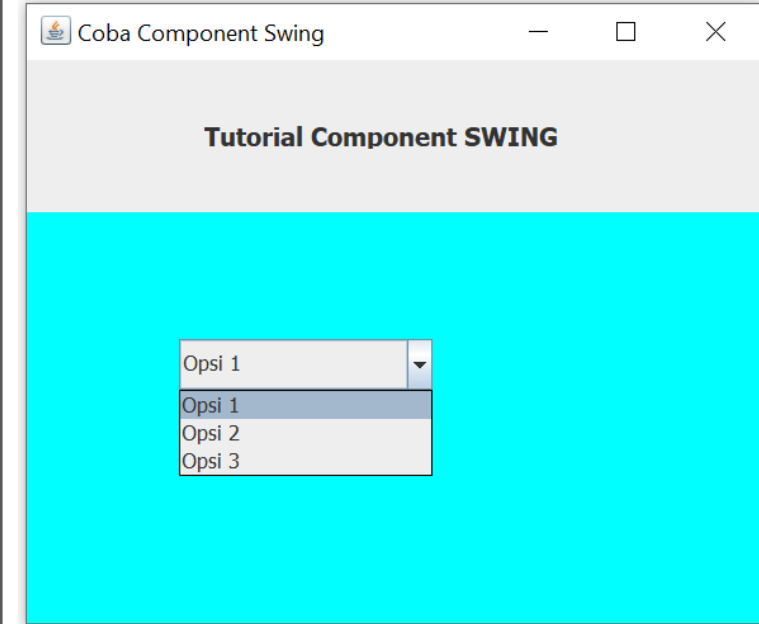 Coba Component Swing
Tutorial Component SWING
Opsi 1
Opsi 1
Opsi 2
Opsi 3